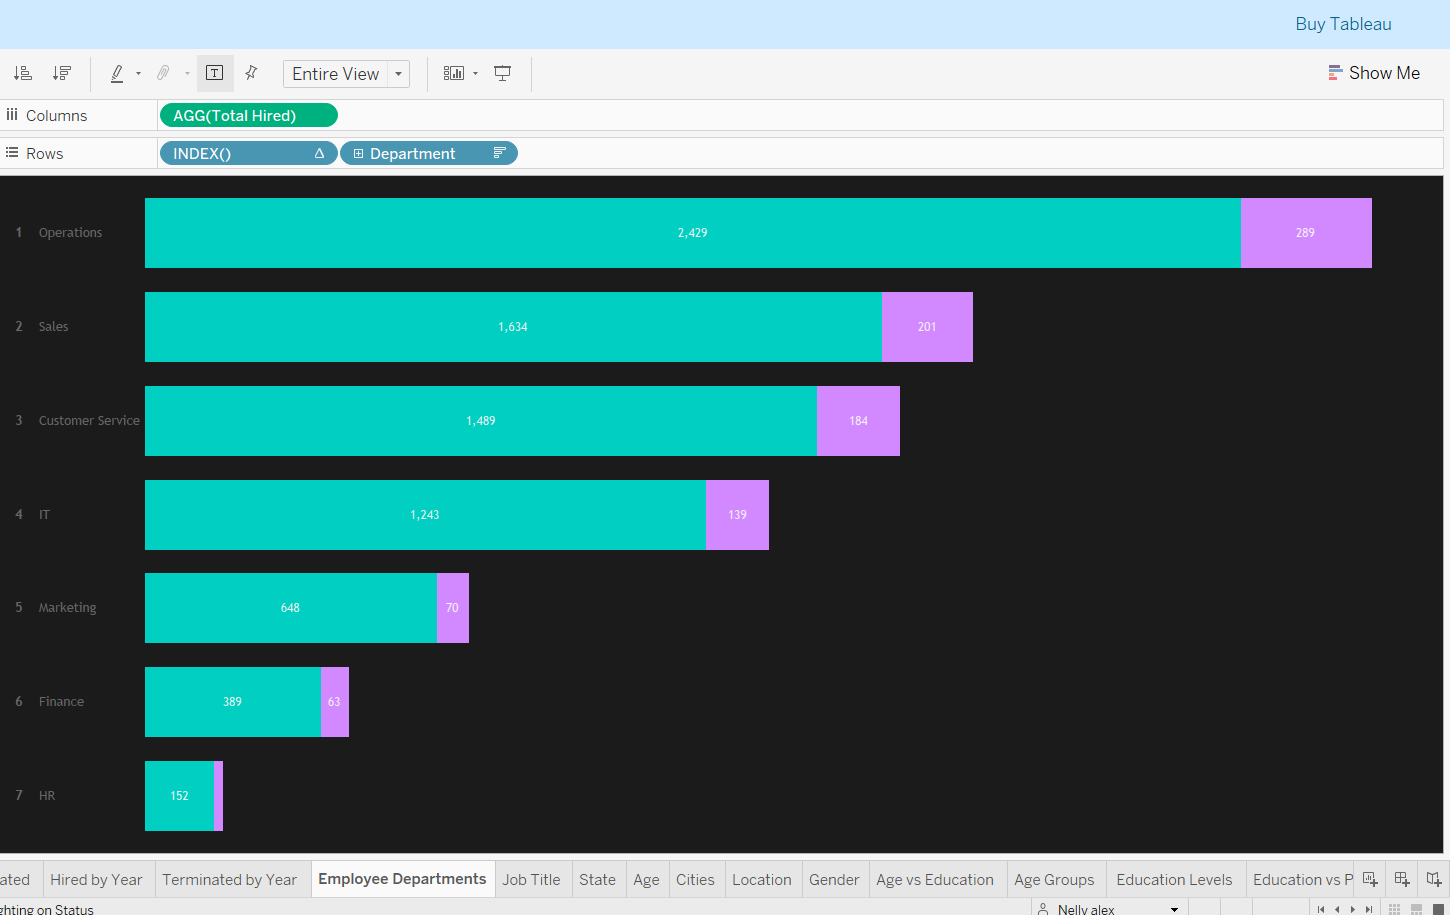 Buy Tableau
Entire View
Show Me
Columns
AGG(Total Hired)
Rows
INDEX() Δ
Department
1 Operations 2,429 289
2 Sales 1,634 201
3 Customer Service 1,489 184
4 IT 1,243 139
5 Marketing 648 70
6 Finance 389 63
7 HR 152
ated Hired by Year Terminated by Year Employee Departments Job Title State Age Cities Location Gender Age vs Education Age Groups Education Levels Education vs P
ghting on Status Nelly alex